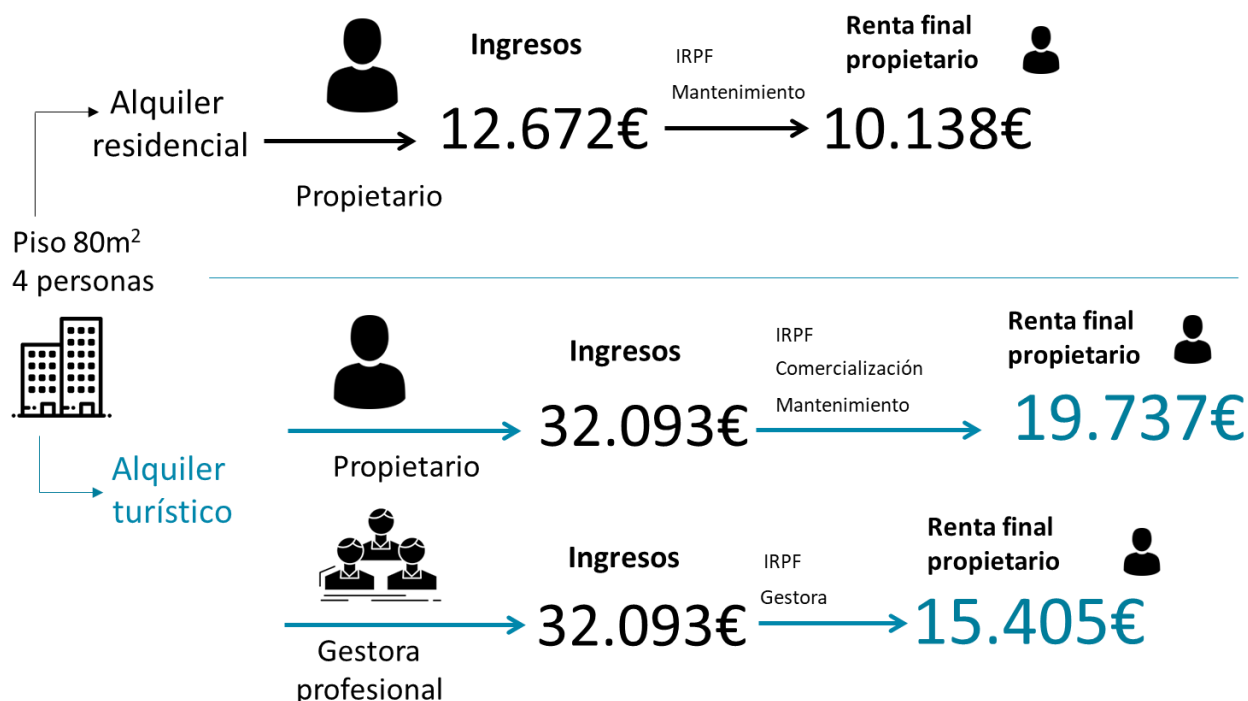 Piso 80m²
4 personas
Alquiler
residencial
Propietario
Ingresos
12.672€
IRPF
Mantenimiento
Renta final
propietario
10.138€
Alquiler
turístico
Propietario
Ingresos
32.093€
IRPF
Comercialización
Mantenimiento
Renta final
propietario
19.737€
Gestora
profesional
Ingresos
32.093€
IRPF
Gestora
Renta final
propietario
15.405€